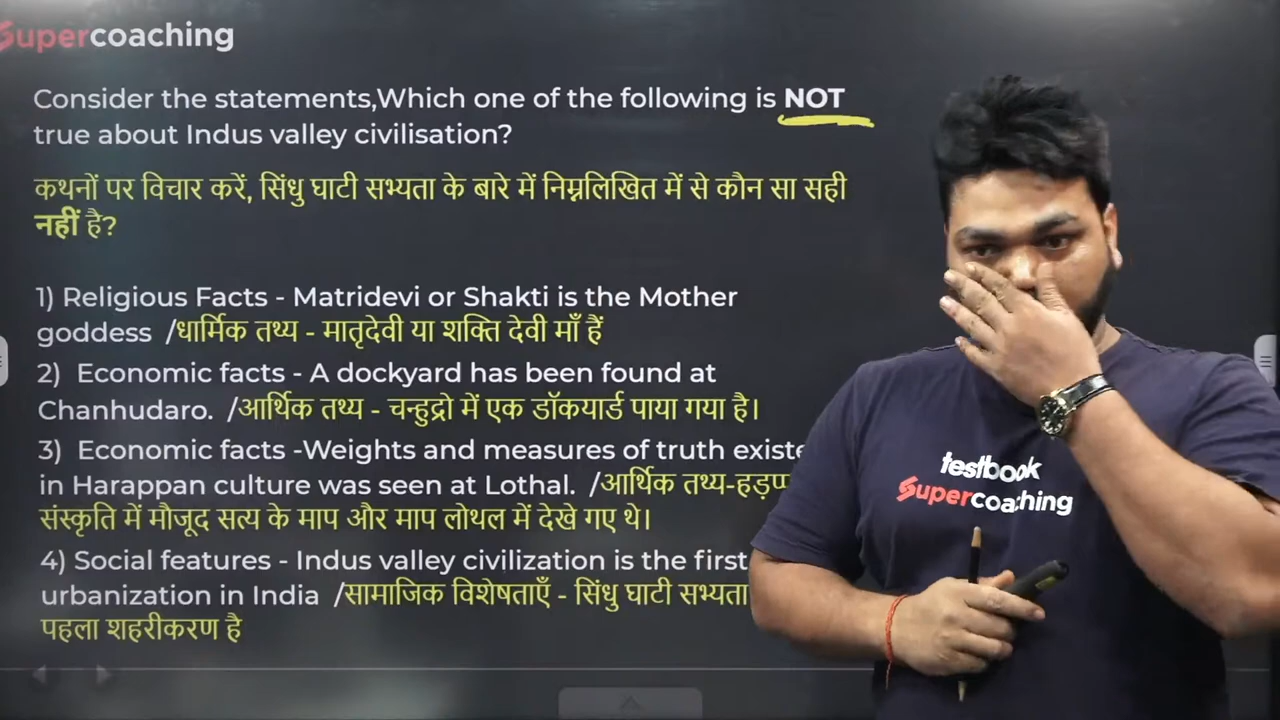 Supercoaching
Consider the statements,Which one of the following is NOT
true about Indus valley civilisation?
कथनों पर विचार करें, सिंधु घाटी सभ्यता के बारे में निम्नलिखित में से कौन सा सही
नहीं है?
1) Religious Facts - Matridevi or Shakti is the Mother
goddess /धार्मिक तथ्य - मातृदेवी या शक्ति देवी माँ हैं
2) Economic facts - A dockyard has been found at
Chanhudaro. /आर्थिक तथ्य - चन्हुद्रो में एक डॉकयार्ड पाया गया है।
3) Economic facts -Weights and measures of truth existe
in Harappan culture was seen at Lothal. /आर्थिक तथ्य-हड़प्प
संस्कृति में मौजूद सत्य के माप और माप लोथल में देखे गए थे।
4) Social features - Indus valley civilization is the first
urbanization in India /सामाजिक विशेषताएँ - सिंधु घाटी सभ्यता
पहला शहरीकरण है
testbook
Supercoaching